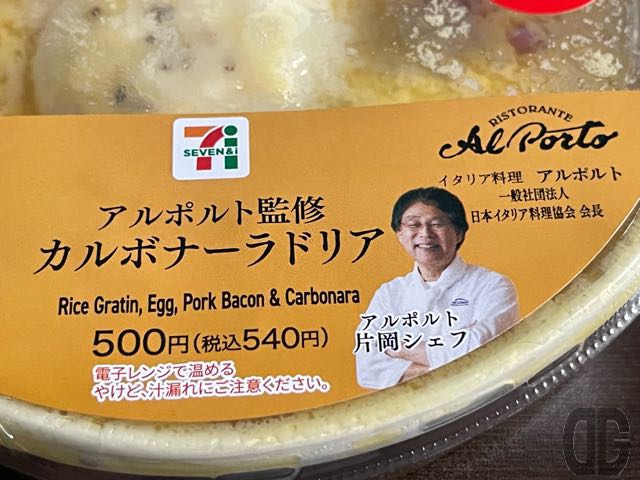 SEVEN&i
RISTORANTE
Al Porto
イタリア料理 アルポルト
一般社団法人
日本イタリア料理協会 会長
アルポルト監修
カルボナーラドリア
Rice Gratin, Egg, Pork Bacon & Carbonara
500円(税込540円)
電子レンジで温める
やけど、汁漏れにご注意ください。
アルポルト
片岡シェフ